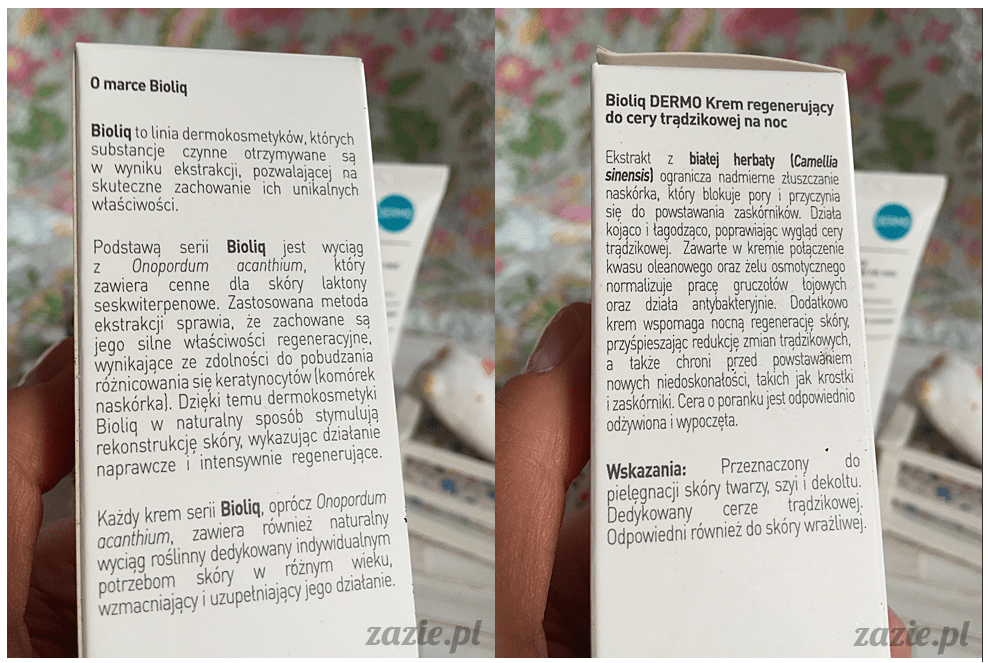 O marce Bioliq
Bioliq to linia dermokosmetyków, których
substancje czynne otrzymywane są
w wyniku ekstrakcji, pozwalającej na
skuteczne zachowanie ich unikalnych
właściwości.
Podstawą serii Bioliq jest wyciąg
z Onopordum acanthium, który
zawiera cenne dla skóry laktony
seskwiterpenowe. Zastosowana metoda
ekstrakcji sprawia, że zachowane są
jego silne właściwości regeneracyjne,
wynikające ze zdolności do pobudzania
różnicowania się keratynocytów (komórek
naskórka). Dzięki temu dermokosmetyki
Bioliq w naturalny sposób stymulują
rekonstrukcję skóry, wykazując działanie
naprawcze i intensywnie regenerujące.
Każdy krem serii Bioliq, oprócz Onopordum
acanthium, zawiera również naturalny
wyciąg roślinny dedykowany indywidualnym
potrzebom skóry w różnym wieku,
wzmacniający i uzupełniający jego działanie.
DERMO
zazie.pl
Bioliq DERMO Krem regenerujący
do cery trądzikowej na noc
Ekstrakt z białej herbaty (Camellia
sinensis) ogranicza nadmierne złuszczanie
naskórka, który blokuje pory i przyczynia
się do powstawania zaskórników. Działa
kojąco i łagodząco, poprawiając wygląd cery
trądzikowej. Zawarte w kremie połączenie
kwasu oleanowego oraz żelu osmotycznego
normalizuje pracę gruczołów łojowych
oraz działa antybakteryjnie. Dodatkowo
krem wspomaga nocną regenerację skóry,
przyśpieszając redukcję zmian trądzikowych,
a także chroni przed powstawaniem
nowych niedoskonałości, takich jak krostki
i zaskórniki. Cera o poranku jest odpowiednio
odżywiona i wypoczęta.
Wskazania: Przeznaczony do
pielęgnacji skóry twarzy, szyi i dekoltu.
Dedykowany cerze trądzikowej.
Odpowiedni również do skóry wrażliwej.
DERMO
zazie.pl